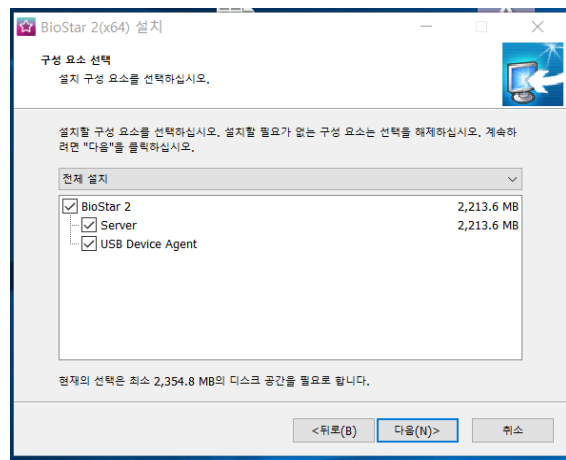 BioStar 2(x64) 설치
구성 요소 선택
설치 구성 요소를 선택하십시오.
설치할 구성 요소를 선택하십시오. 설치할 필요가 없는 구성 요소는 선택을 해제하십시오. 계속하
려면 "다음"을 클릭하십시오.
전체 설치
BioStar 2 2,213.6 MB
Server 2,213.6 MB
USB Device Agent
현재의 선택은 최소 2,354.8 MB의 디스크 공간을 필요로 합니다.
<뒤로(B) 다음(N)> 취소